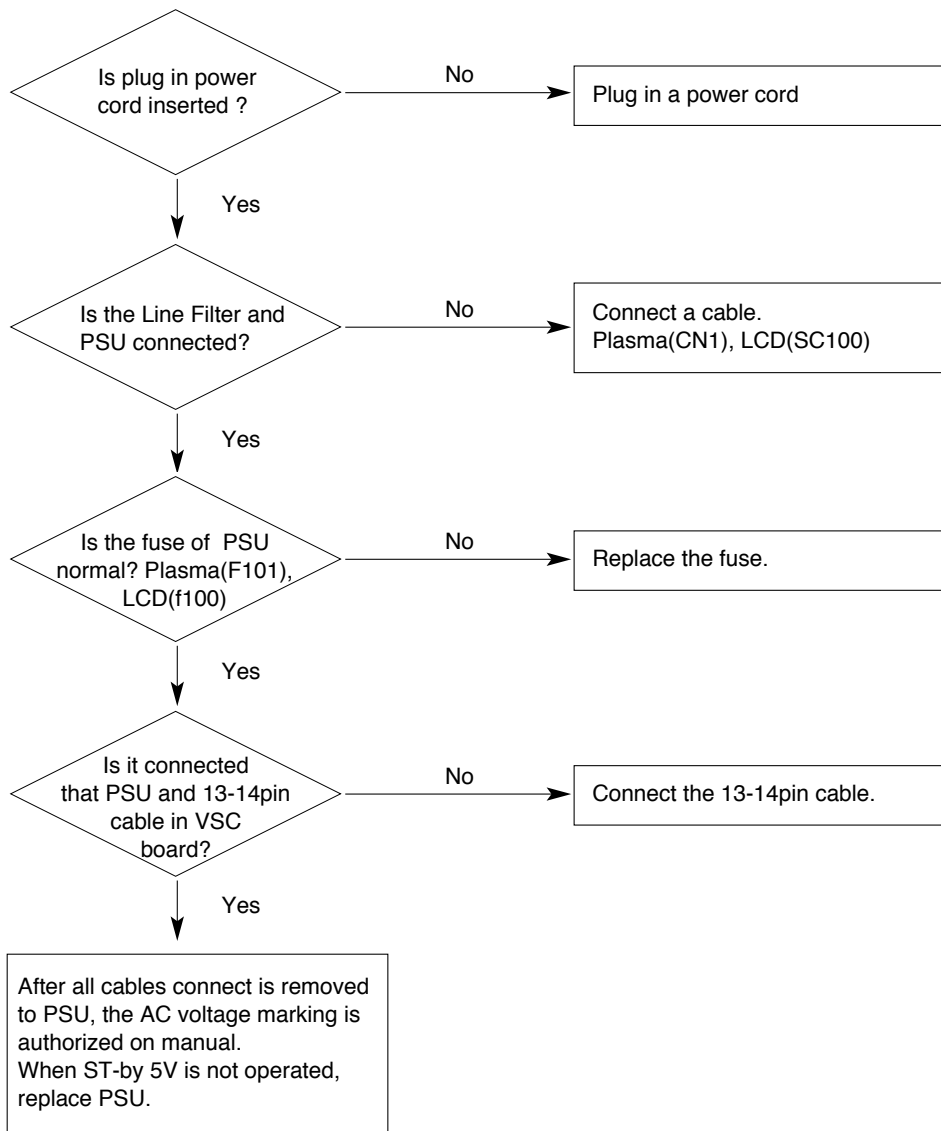 Is plug in power
cord inserted ?
No
Plug in a power cord
Yes
Is the Line Filter and
PSU connected?
No
Connect a cable.
Plasma(CN1), LCD(SC100)
Yes
Is the fuse of PSU
normal? Plasma(F101),
LCD(f100)
No
Replace the fuse.
Yes
Is it connected
that PSU and 13-14pin
cable in VSC
board?
No
Connect the 13-14pin cable.
Yes
After all cables connect is removed
to PSU, the AC voltage marking is
authorized on manual.
When ST-by 5V is not operated,
replace PSU.